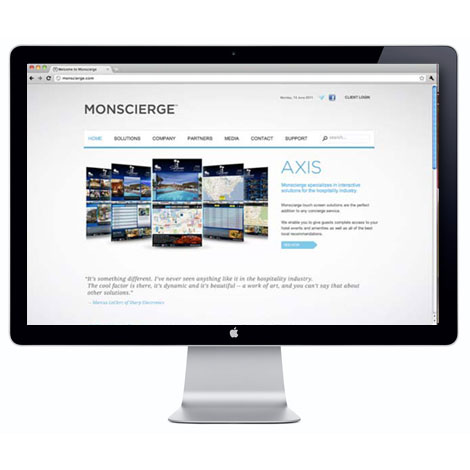 Welcome to Monscierge
monscierge.com
Monday, 13 June 2011
CLIENT LOGIN
MONSCIERGE™
HOME SOLUTIONS COMPANY PARTNERS MEDIA CONTACT SUPPORT search...
AXIS
Monscierge specializes in interactive
solutions for the hospitality industry
Monscierge touch screen solutions are the perfect
addition to any concierge service.
We enable you to give guests complete access to your
hotel events and amenities as well as all of the best
local recommendations.
"It's something different. I've never seen anything like it in the hospitality industry.
The cool factor is there, it's dynamic and it's beautiful – a work of art, and you can't say that about
other solutions."